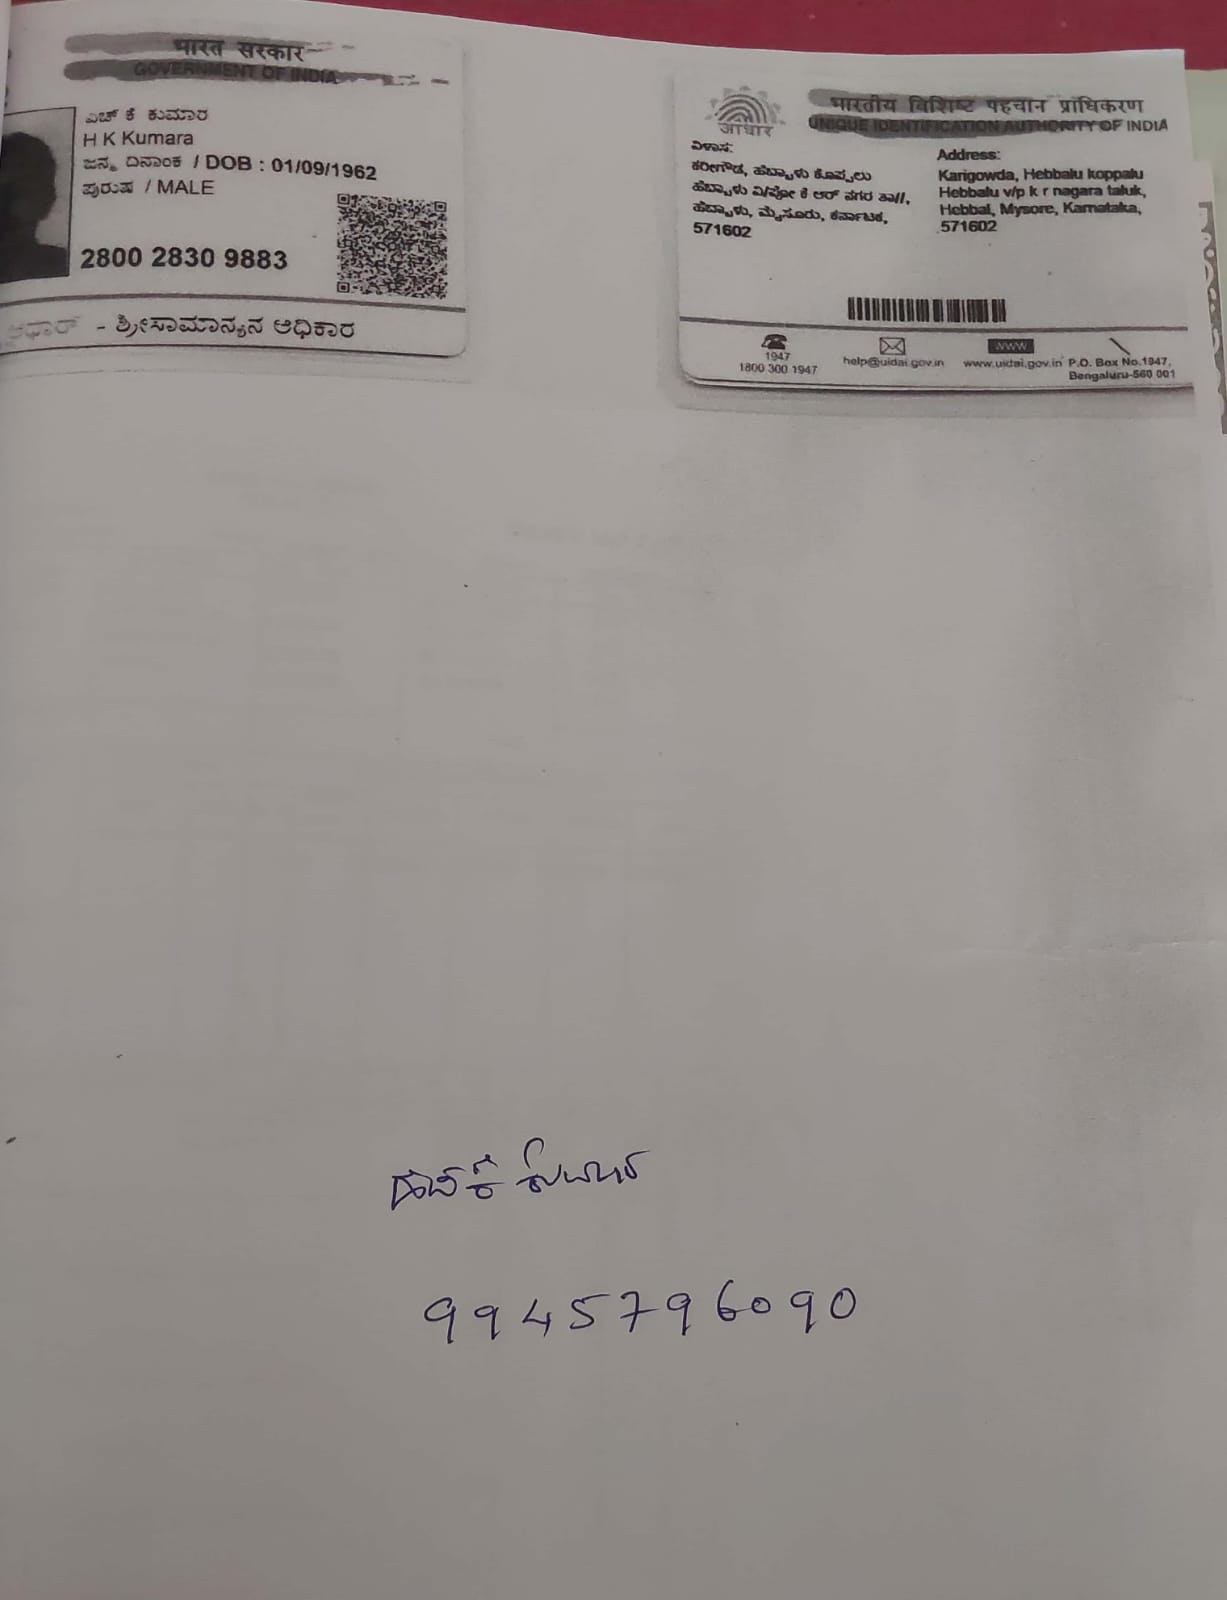 भारत सरकार
GOVERNMENT OF INDIA
ಎಚ್ ಕೆ ಕುಮಾರ
H K Kumara
ಜನ್ಮ ದಿನಾಂಕ / DOB : 01/09/1962
ಪುರುಷ / MALE
2800 2830 9883
ಆಧಾರ್ - ಶ್ರೀಸಾಮಾನ್ಯನ ಅಧಿಕಾರ
आधार
भारतीय विशिष्ट पहचान प्राधिकरण
UNIQUE IDENTIFICATION AUTHORITY OF INDIA
ವಿಳಾಸ:
ಕರೀಗೌಡ, ಹೆಬ್ಬಾಳು ಕೊಪ್ಪಲು
ಹೆಬ್ಬಾಳು ವಿ/ಪೋ ಕೆ ಆರ್ ನಗರ ತಾ//,
ಹೆಬ್ಬಾಳು, ಮೈಸೂರು, ಕರ್ನಾಟಕ,
571602
Address:
Karigowda, Hebbalu koppalu
Hebbalu v/p k r nagara taluk,
Hebbal, Mysore, Karnataka,
571602
1947
1800 300 1947
help@uidai.gov.in
www
www.uidai.gov.in
P.O. Box No.1947,
Bengaluru-560 001
ಕುಮಾರ
9945796090